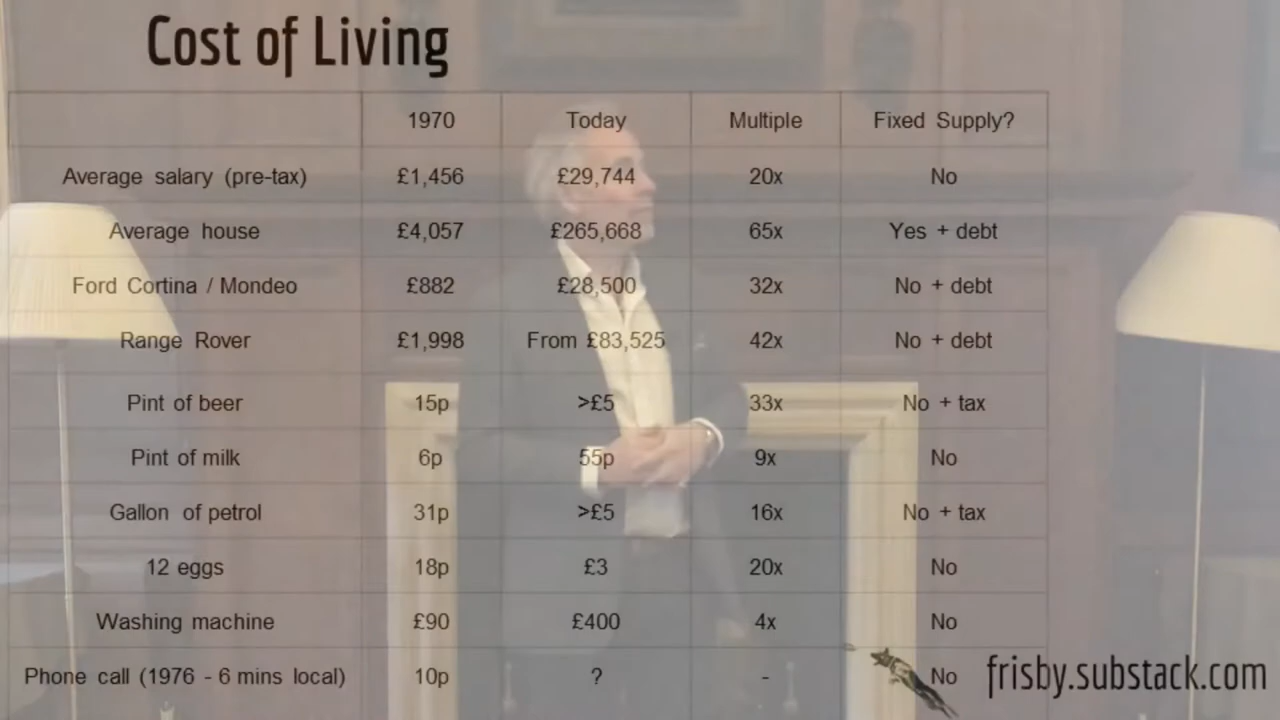 Cost of Living
1970 Today Multiple Fixed Supply?
Average salary (pre-tax) £1,456 £29,744 20x No
Average house £4,057 £265,668 65x Yes + debt
Ford Cortina / Mondeo £882 £28,500 32x No + debt
Range Rover £1,998 From £83,525 42x No + debt
Pint of beer 15p >£5 33x No + tax
Pint of milk 6p 55p 9x No
Gallon of petrol 31p >£5 16x No + tax
12 eggs 18p £3 20x No
Washing machine £90 £400 4x No
Phone call (1976 - 6 mins local) 10p ? - No
frisby.substack.com